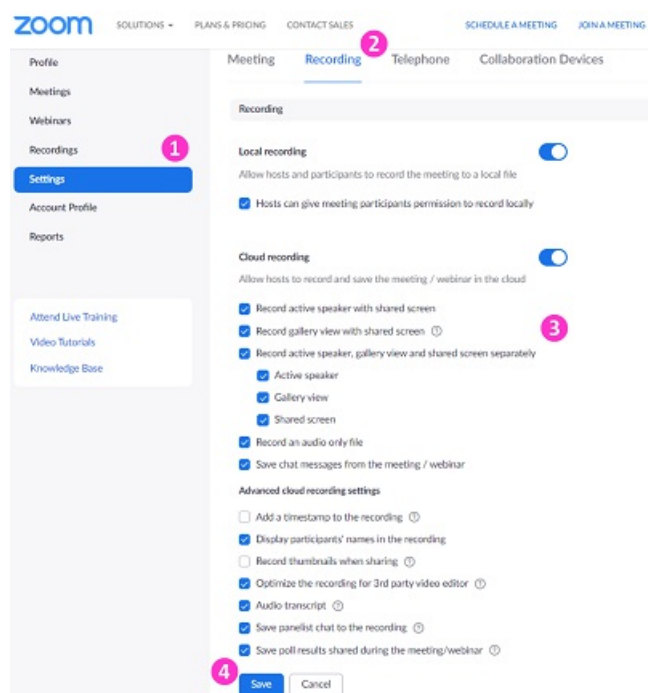 zoom SOLUTIONS PLANS & PRICING CONTACT SALES SCHEDULE A MEETING JOIN A MEETING
2
Profile
Meetings
Webinars
Recordings
1
Settings
Account Profile
Reports
Attend Live Training
Video Tutorials
Knowledge Base
Meeting Recording Telephone Collaboration Devices
Recording
Local recording
Allow hosts and participants to record the meeting to a local file
Hosts can give meeting participants permission to record locally
Cloud recording
Allow hosts to record and save the meeting / webinar in the cloud
Record active speaker with shared screen
Record gallery view with shared screen ?
3
Record active speaker, gallery view and shared screen separately
Active speaker
Gallery view
Shared screen
Record an audio only file
Save chat messages from the meeting / webinar
Advanced cloud recording settings
Add a timestamp to the recording ?
Display participants' names in the recording
Record thumbnails when sharing ?
Optimize the recording for 3rd party video editor ?
Audio transcript ?
Save panelist chat to the recording ?
Save poll results shared during the meeting/webinar ?
4
Save Cancel